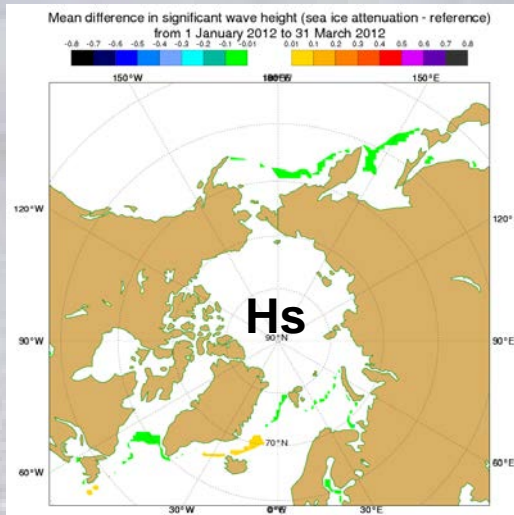 Mean difference in significant wave height (sea ice attenuation - reference)
from 1 January 2012 to 31 March 2012
-0.8 -0.7 -0.6 -0.5 -0.4 -0.3 -0.2 -0.1 -0.01 0.01 0.1 0.2 0.3 0.4 0.5 0.6 0.7 0.8
150°W 150°E
120°W 120°
Hs
90°W 90°N 90°E
70°N
60°W 60°E
30°W 30°E